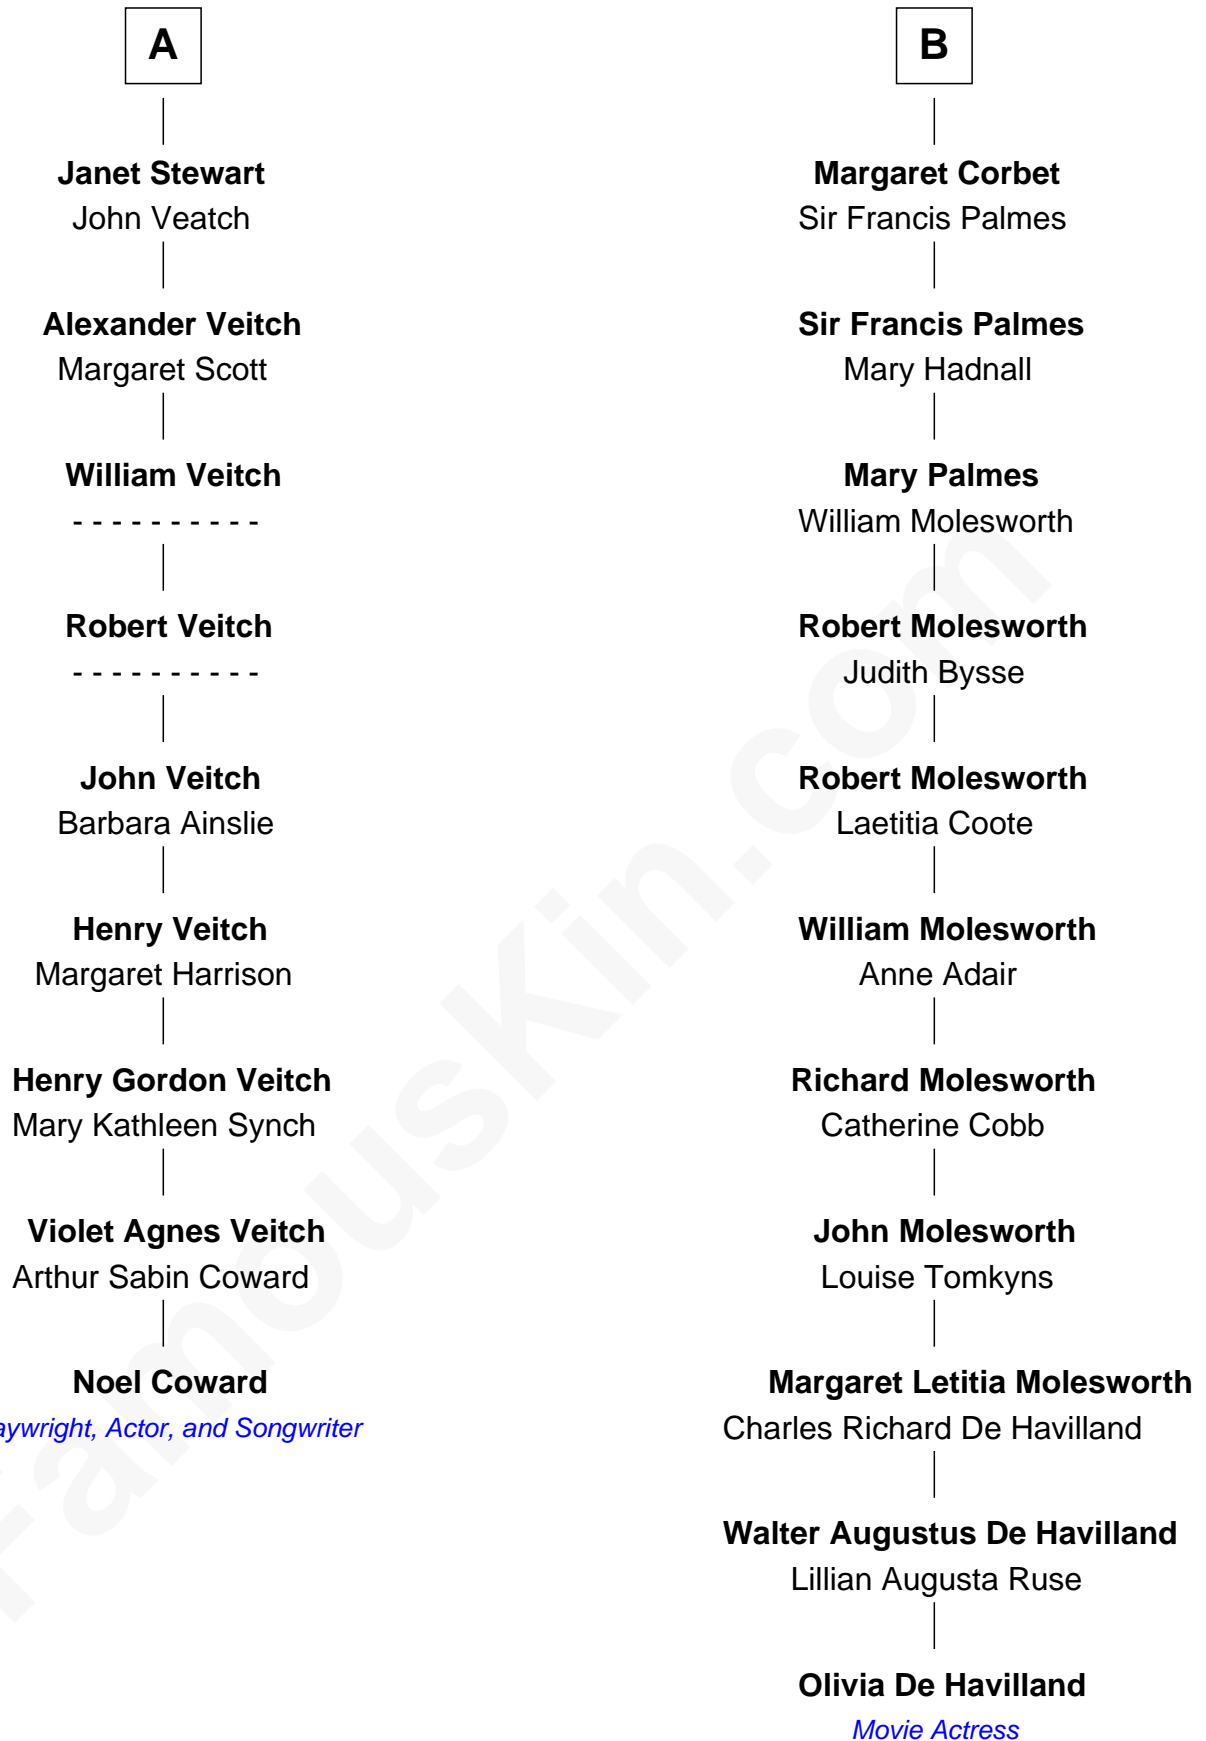 A
Janet Stewart
John Veatch
Alexander Veitch
Margaret Scott
William Veitch
- - - - - - - - - -
Robert Veitch
- - - - - - - - - -
John Veitch
Barbara Ainslie
Henry Veitch
Margaret Harrison
Henry Gordon Veitch
Mary Kathleen Synch
Violet Agnes Veitch
Arthur Sabin Coward
Noel Coward
aywright, Actor, and Songwriter
B
Margaret Corbet
Sir Francis Palmes
Sir Francis Palmes
Mary Hadnall
Mary Palmes
William Molesworth
Robert Molesworth
Judith Bysse
Robert Molesworth
Laetitia Coote
William Molesworth
Anne Adair
Richard Molesworth
Catherine Cobb
John Molesworth
Louise Tomkyns
Margaret Letitia Molesworth
Charles Richard De Havilland
Walter Augustus De Havilland
Lillian Augusta Ruse
Olivia De Havilland
Movie Actress
FamousKin.com